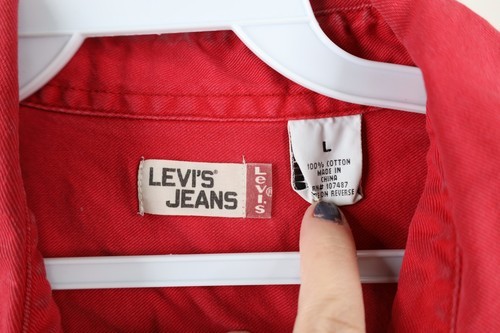 LEVI'S®
JEANS
Levi's®
L
100% COTTON
MADE IN
CHINA
107487
REVERSE